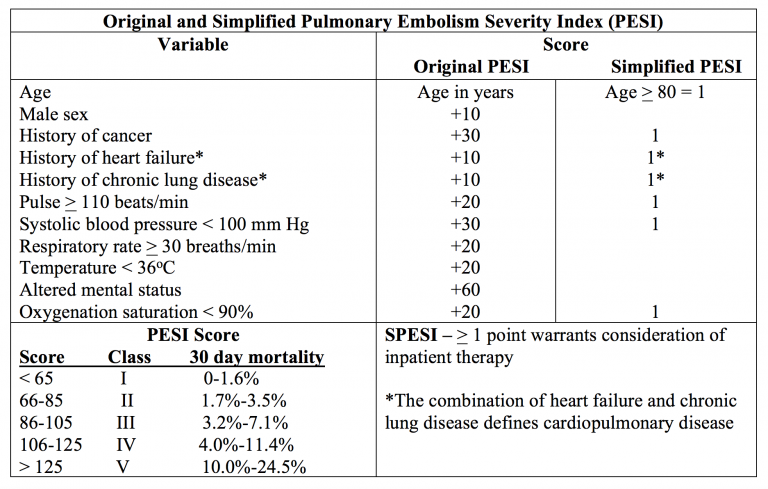 Original and Simplified Pulmonary Embolism Severity Index (PESI)
Variable Score
Original PESI Simplified PESI
Age Age in years Age ≥ 80 = 1
Male sex +10
History of cancer +30 1
History of heart failure* +10 1*
History of chronic lung disease* +10 1*
Pulse ≥ 110 beats/min +20 1
Systolic blood pressure < 100 mm Hg +30 1
Respiratory rate ≥ 30 breaths/min +20
Temperature < 36°C +20
Altered mental status +60
Oxygenation saturation < 90% +20 1
PESI Score
Score Class 30 day mortality
< 65 I 0-1.6%
66-85 II 1.7%-3.5%
86-105 III 3.2%-7.1%
106-125 IV 4.0%-11.4%
> 125 V 10.0%-24.5%
SPESI – ≥ 1 point warrants consideration of
inpatient therapy
*The combination of heart failure and chronic
lung disease defines cardiopulmonary disease